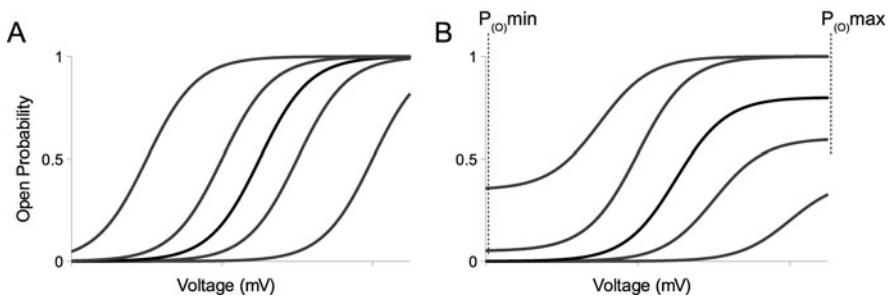 A
1
0.5
0
Open Probability
Voltage (mV)
B
P(O)min
P(O)max
1
0.5
0
Voltage (mV)